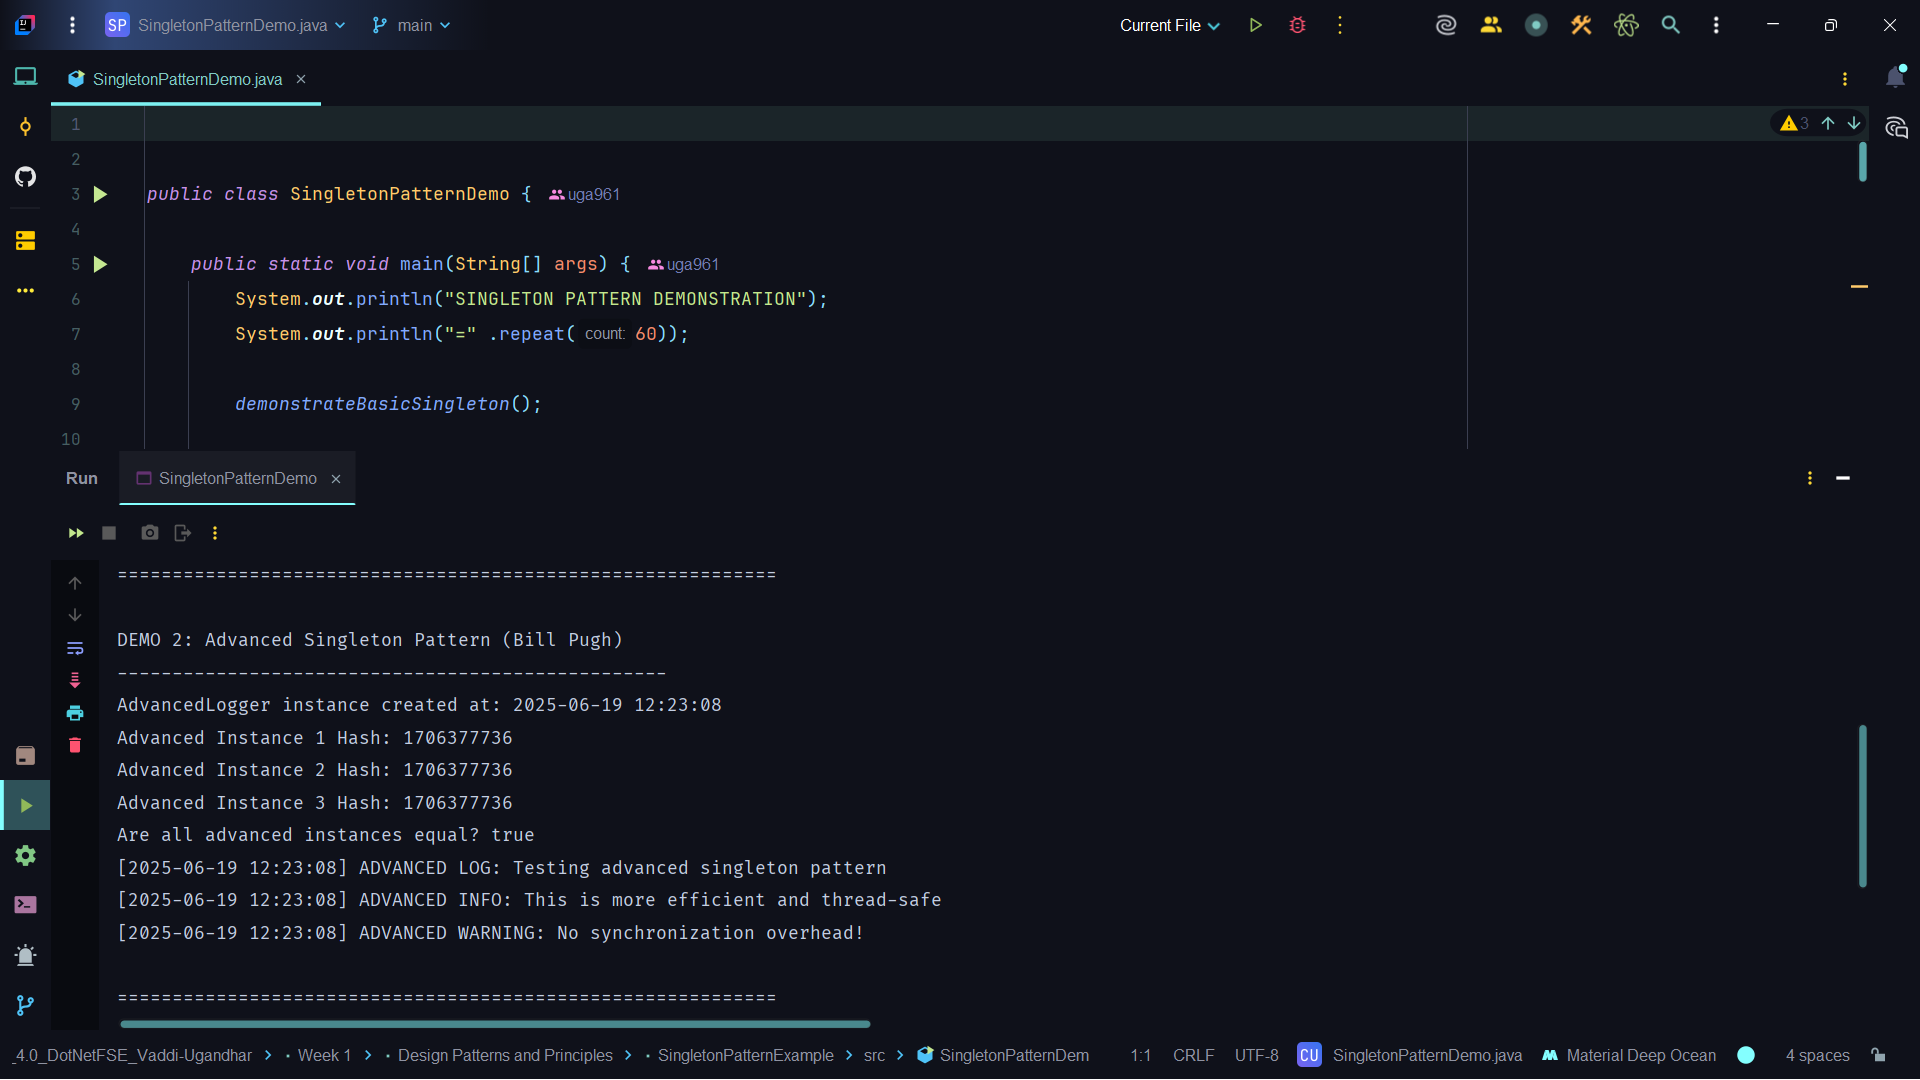 SP SingletonPatternDemo.java main Current File
SingletonPatternDemo.java
1
3
2
3 public class SingletonPatternDemo { uga961
4
5 public static void main(String[] args) { uga961
6 System.out.println("SINGLETON PATTERN DEMONSTRATION");
7 System.out.println("=" .repeat( count: 60));
8
9 demonstrateBasicSingleton();
10
Run SingletonPatternDemo
============================================================
DEMO 2: Advanced Singleton Pattern (Bill Pugh)
--------------------------------------------------
AdvancedLogger instance created at: 2025-06-19 12:23:08
Advanced Instance 1 Hash: 1706377736
Advanced Instance 2 Hash: 1706377736
Advanced Instance 3 Hash: 1706377736
Are all advanced instances equal? true
[2025-06-19 12:23:08] ADVANCED LOG: Testing advanced singleton pattern
[2025-06-19 12:23:08] ADVANCED INFO: This is more efficient and thread-safe
[2025-06-19 12:23:08] ADVANCED WARNING: No synchronization overhead!
============================================================
_4.0_DotNetFSE_Vaddi-Ugandhar > Week 1 > Design Patterns and Principles > SingletonPatternExample > src > SingletonPatternDem 1:1 CRLF UTF-8 CU SingletonPatternDemo.java Material Deep Ocean 4 spaces